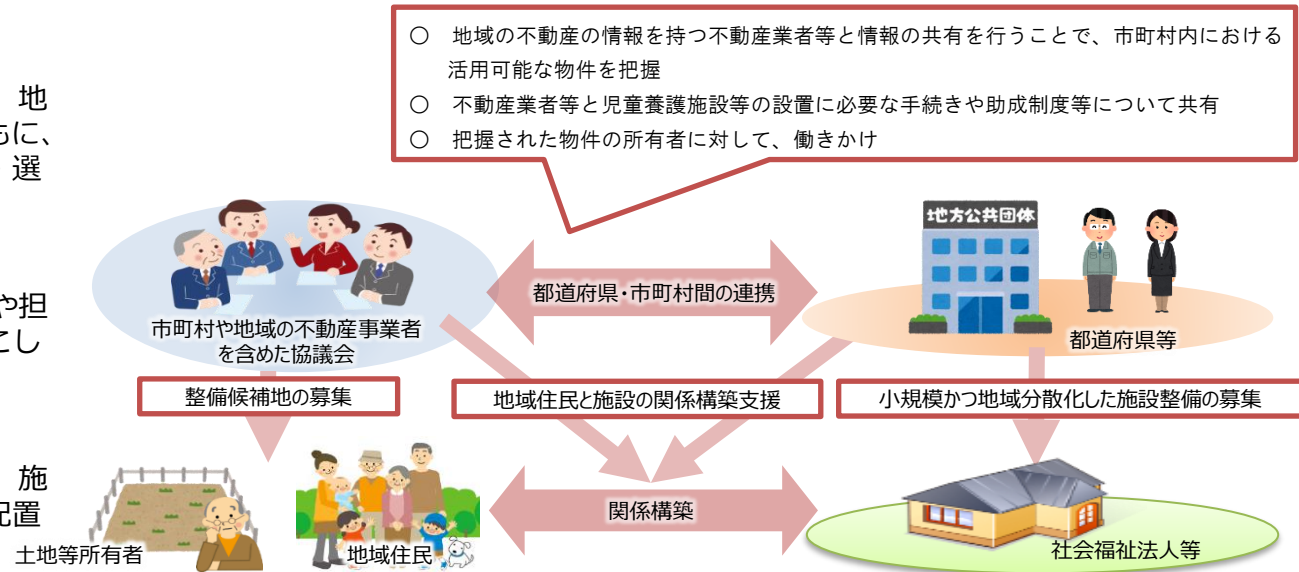 ○ 地域の不動産の情報を持つ不動産業者等と情報の共有を行うことで、市町村内における
活用可能な物件を把握
○ 不動産業者等と児童養護施設等の設置に必要な手続きや助成制度等について共有
○ 把握された物件の所有者に対して、働きかけ
地
もに、
選
や担
こし
施
配置
地方公共団体
都道府県・市町村間の連携
市町村や地域の不動産事業者
を含めた協議会
都道府県等
整備候補地の募集
地域住民と施設の関係構築支援
小規模かつ地域分散化した施設整備の募集
関係構築
土地等所有者
地域住民
社会福祉法人等